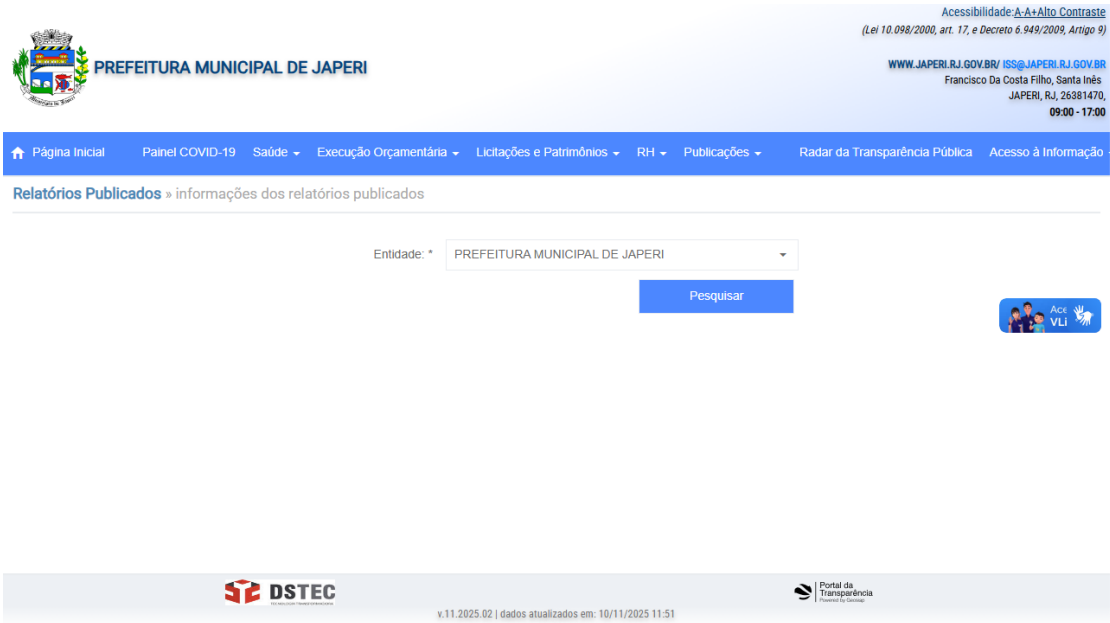 Acessibilidade:A-A+Alto Contraste
(Lei 10.098/2000, art. 17, e Decreto 6.949/2009, Artigo 9)
PREFEITURA MUNICIPAL DE JAPERI
WWW.JAPERI.RJ.GOV.BR/ ISS@JAPERI.RJ.GOV.BR
Francisco Da Costa Filho, Santa Inês
JAPERI, RJ, 26381470,
09:00 - 17:00
Página Inicial Painel COVID-19 Saúde Execução Orçamentária Licitações e Patrimônios RH Publicações Radar da Transparência Pública Acesso à Informação
Relatórios Publicados » informações dos relatórios publicados
Entidade: * PREFEITURA MUNICIPAL DE JAPERI
Pesquisar
Ace
VLi
DSTEC
Portal da
Transparência
v.11.2025.02 | dados atualizados em: 10/11/2025 11:51